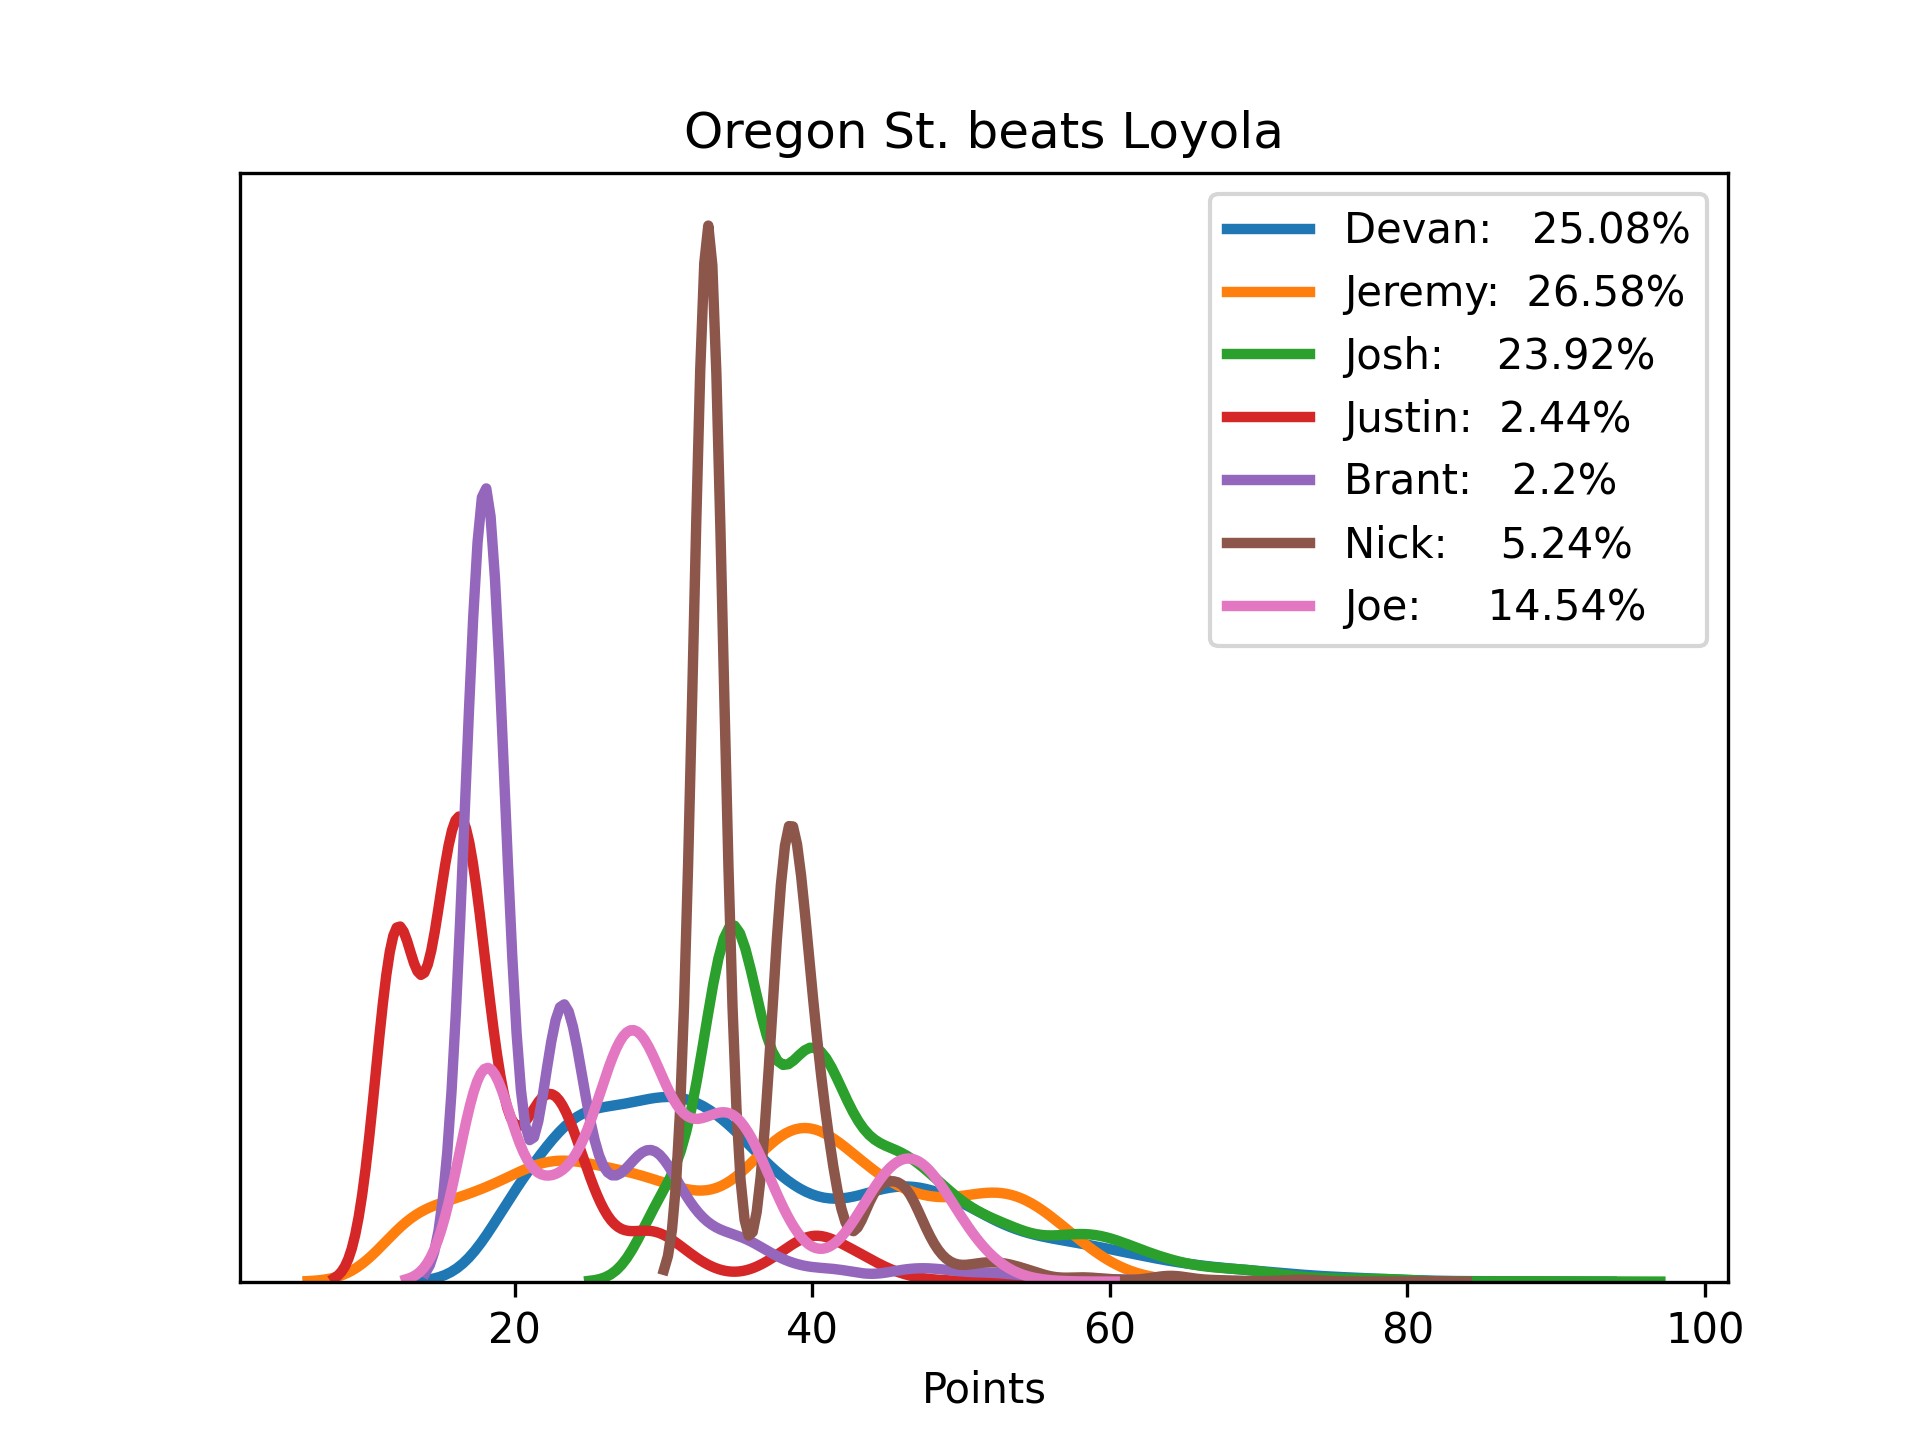 Oregon St. beats Loyola
Devan: 25.08%
Jeremy: 26.58%
Josh: 23.92%
Justin: 2.44%
Brant: 2.2%
Nick: 5.24%
Joe: 14.54%
20 40 60 80 100
Points